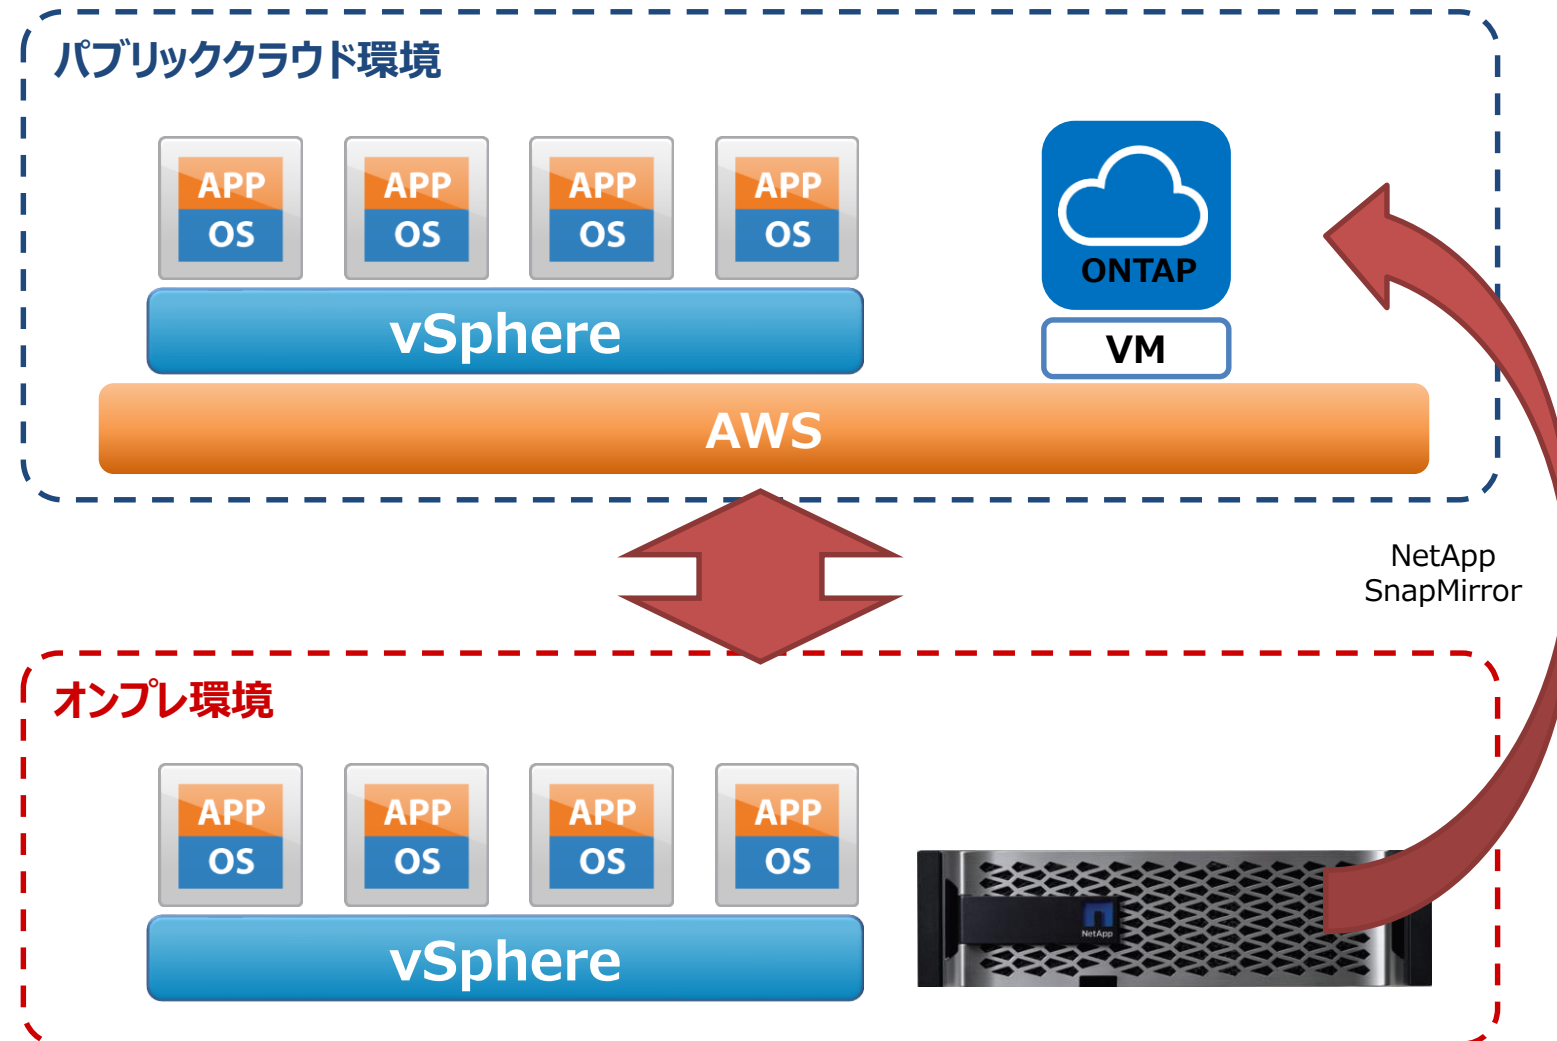 パブリッククラウド環境
APP APP APP APP
OS OS OS OS
ONTAP
vSphere
VM
AWS
NetApp
SnapMirror
オンプレ環境
APP APP APP APP
OS OS OS OS
NetApp
vSphere